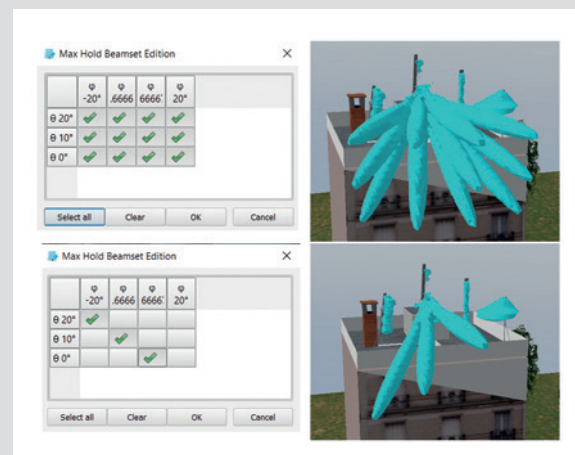 Max Hold Beamset Edition
φ φ φ φ
-20° .6666 6666 20°
θ 20°
θ 10°
θ 0°
Select all Clear OK Cancel
Max Hold Beamset Edition
φ φ φ φ
-20° .6666 6666 20°
θ 20°
θ 10°
θ 0°
Select all Clear OK Cancel